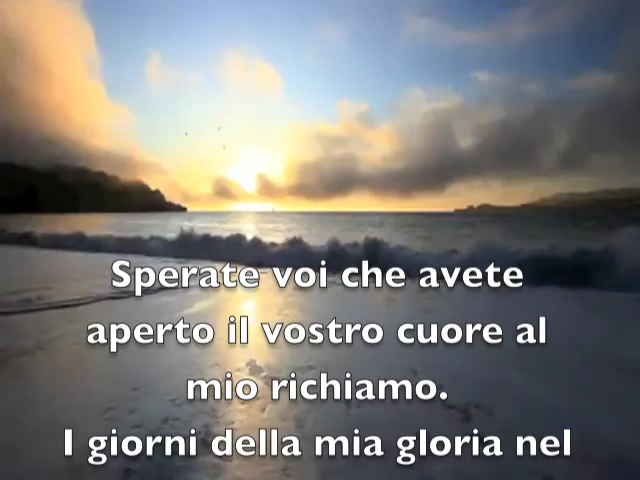 Sperate voi che avete
aperto il vostro cuore al
mio richiamo.
I giorni della mia gloria nel